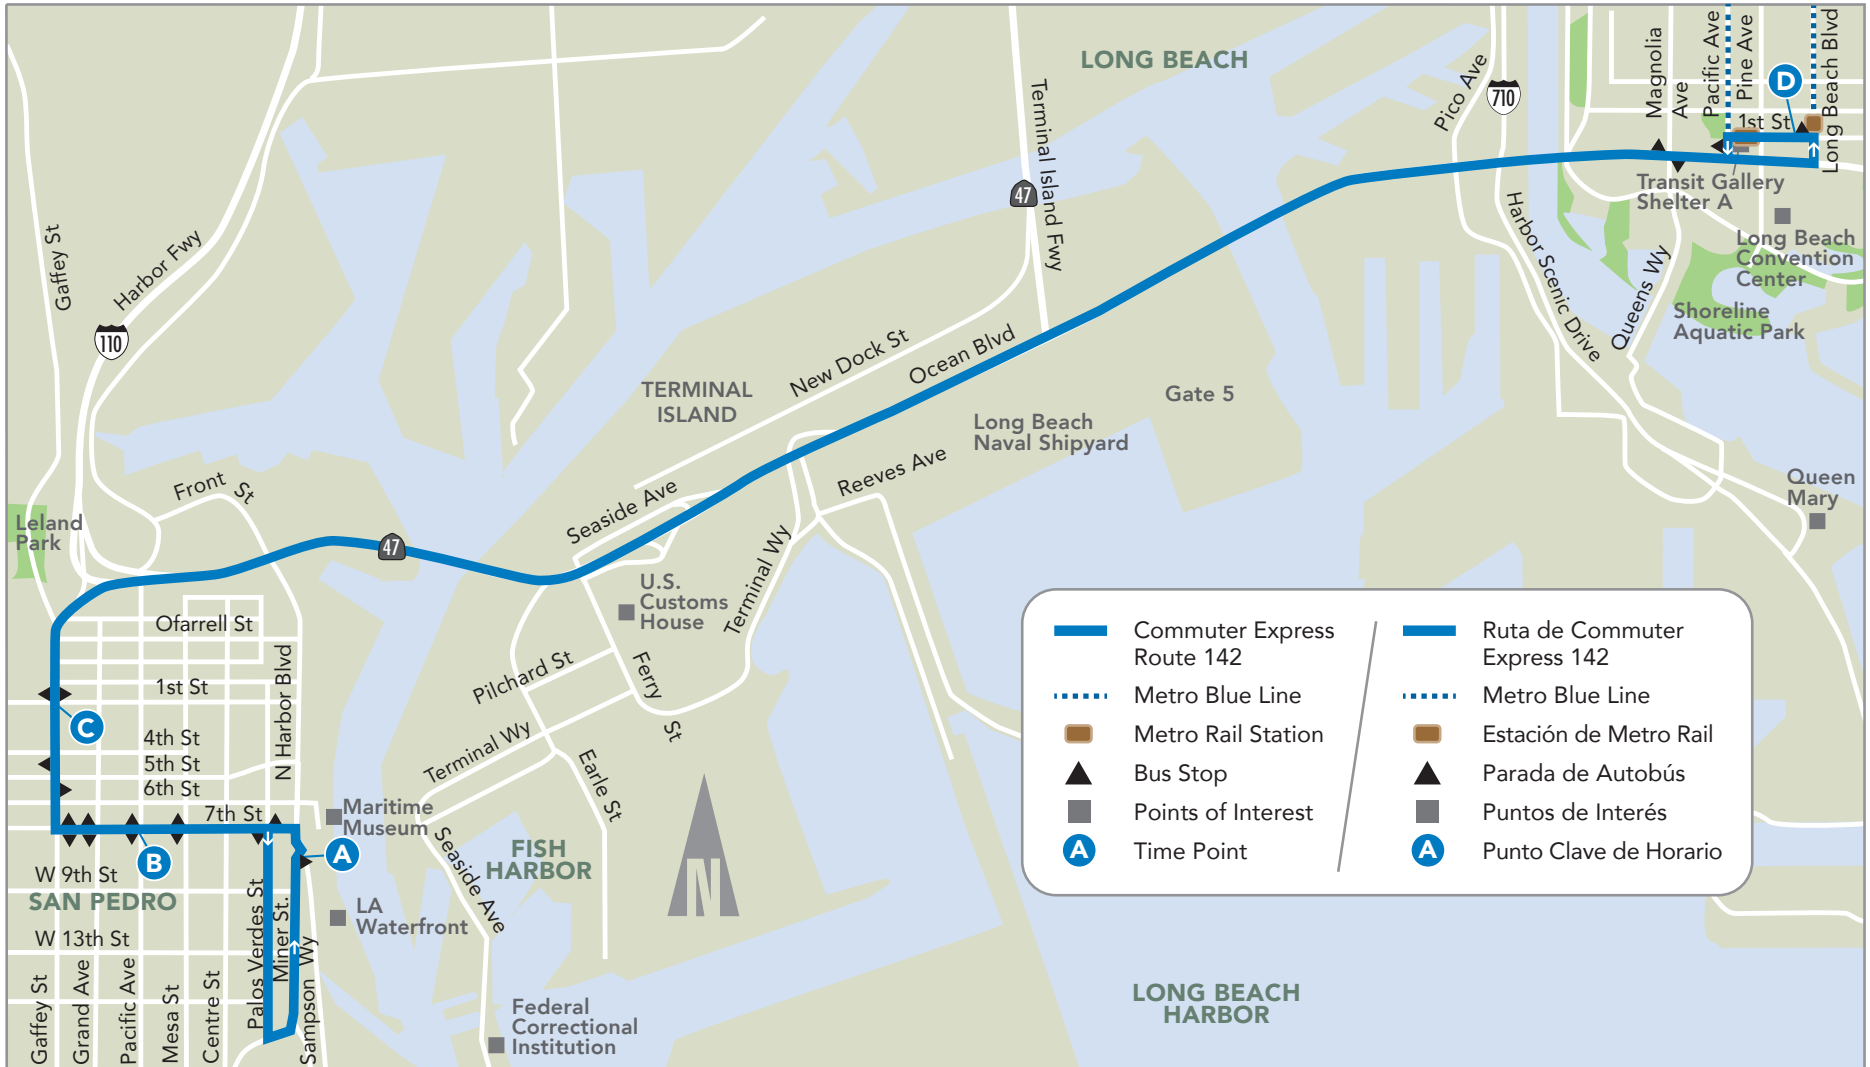 LONG BEACH
Terminal Island Fwy
47
Pico Ave
710
Magnolia
Ave
Pacific Ave
Pine Ave
Long Beach Blvd
D
1st St
Transit Gallery
Shelter A
Long Beach
Convention
Center
Shoreline
Aquatic Park
Queens Wy
Harbor Scenic Drive
Queen
Mary
Gaffey St
Harbor Fwy
110
New Dock St
Ocean Blvd
TERMINAL
ISLAND
Gate 5
Long Beach
Naval Shipyard
Reeves Ave
Seaside Ave
Terminal Wy
Front St
Leland
Park
47
U.S.
Customs
House
Ofarrell St
1st St
C
4th St
5th St
6th St
7th St
N Harbor Blvd
Pilchard St
Ferry St
Terminal Wy
Earle St
Maritime
Museum
A
B
FISH
HARBOR
Seaside Ave
N
W 9th St
SAN PEDRO
LA
Waterfront
W 13th St
Gaffey St
Grand Ave
Pacific Ave
Mesa St
Centre St
Palos Verdes St
Miner St.
Sampson Wy
Federal
Correctional
Institution
LONG BEACH
HARBOR
Commuter Express
Route 142
Metro Blue Line
Metro Rail Station
Bus Stop
Points of Interest
A
Time Point
Ruta de Commuter
Express 142
Metro Blue Line
Estación de Metro Rail
Parada de Autobús
Puntos de Interés
A
Punto Clave de Horario